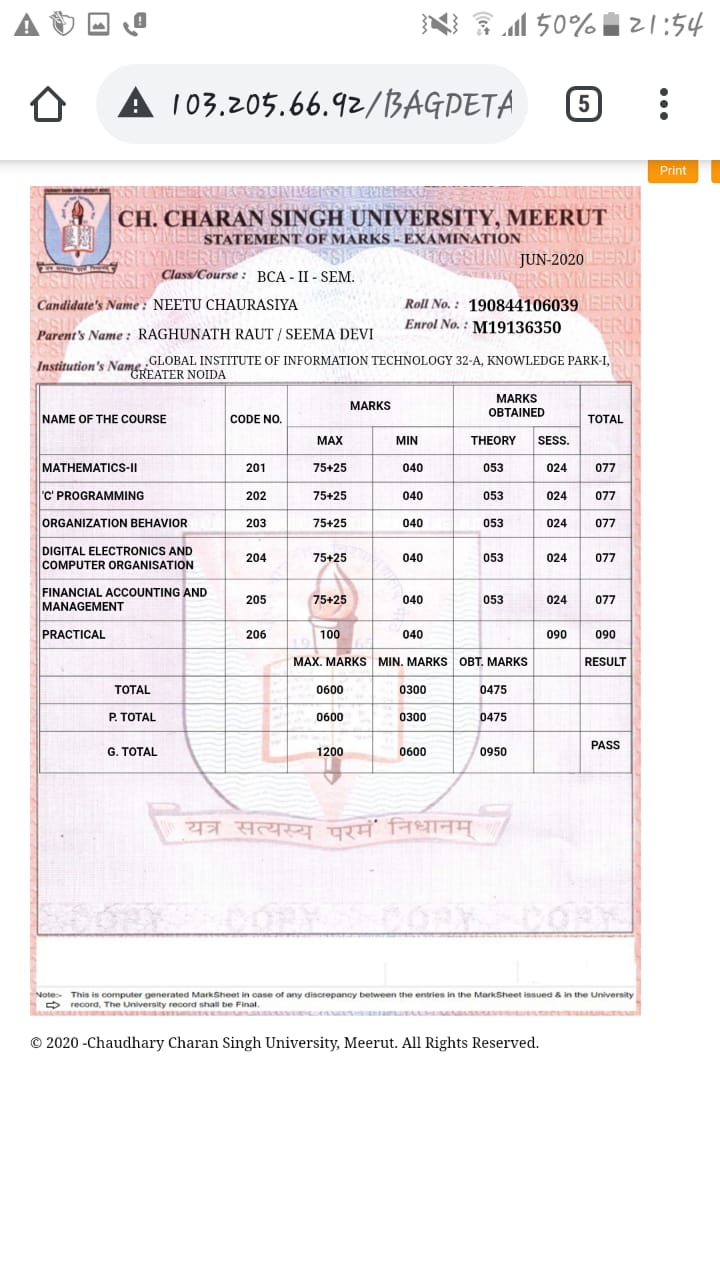 50% 21:54
103.205.66.92/BAGDETA
5
Print
CH. CHARAN SINGH UNIVERSITY, MEERUT
STATEMENT OF MARKS - EXAMINATION
JUN-2020
Class/Course : BCA - II - SEM.
Candidate's Name : NEETU CHAURASIYA Roll No. : 190844106039
Parent's Name : RAGHUNATH RAUT / SEEMA DEVI Enrol No. : M19136350
Institution's Name : GLOBAL INSTITUTE OF INFORMATION TECHNOLOGY 32-A, KNOWLEDGE PARK-I,
GREATER NOIDA
NAME OF THE COURSE CODE NO. MARKS MARKS OBTAINED TOTAL
MAX MIN THEORY SESS.
MATHEMATICS-II 201 75+25 040 053 024 077
'C' PROGRAMMING 202 75+25 040 053 024 077
ORGANIZATION BEHAVIOR 203 75+25 040 053 024 077
DIGITAL ELECTRONICS AND
COMPUTER ORGANISATION 204 75+25 040 053 024 077
FINANCIAL ACCOUNTING AND
MANAGEMENT 205 75+25 040 053 024 077
PRACTICAL 206 100 040 090 090
MAX. MARKS MIN. MARKS OBT. MARKS RESULT
TOTAL 0600 0300 0475
P. TOTAL 0600 0300 0475
G. TOTAL 1200 0600 0950 PASS
यत्र सत्यस्य परमं निधानम्
COPY COPY COPY COPY
Note:- This is computer generated MarkSheet in case of any discrepancy between the entries in the MarkSheet issued & in the University
record, The University record shall be Final.
© 2020 -Chaudhary Charan Singh University, Meerut. All Rights Reserved.